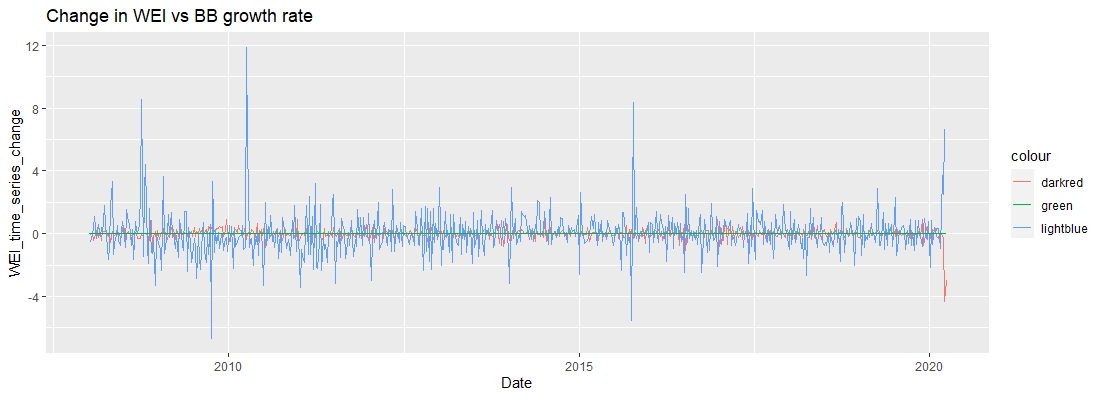 Change in WEI vs BB growth rate
WEI_time_series_change
12
8
4
0
-4
2010
2015
2020
Date
colour
darkred
green
lightblue